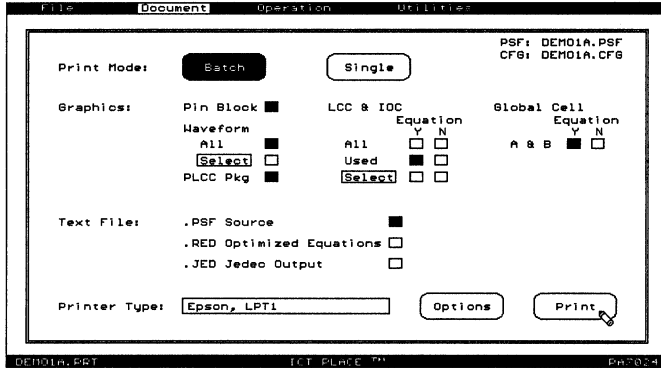 File Document Operation Utilities
PSF: DEMO1A.PSF
CFG: DEMO1A.CFG
Print Mode: Batch Single
Graphics: Pin Block LCC & IOC Global Cell
Equation Equation
Waveform Y N Y N
All All A & B
Select Used
PLCC Pkg Select
Text File: .PSF Source
.RED Optimized Equations
.JED Jedec Output
Printer Type: Epson, LPT1 Options Print
DEMO1A.PRT ICT PLACE TM PA7024